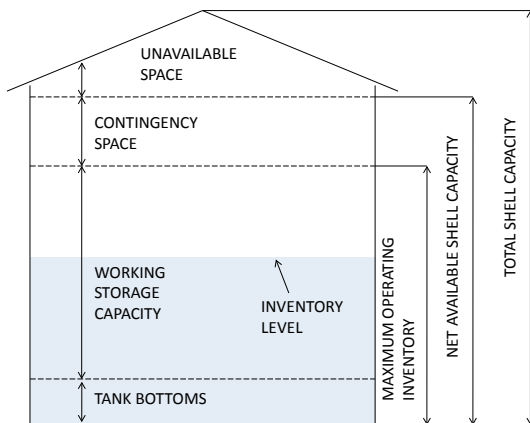 UNAVAILABLE
SPACE
CONTINGENCY
SPACE
WORKING
STORAGE
CAPACITY
INVENTORY
LEVEL
TANK BOTTOMS
MAXIMUM OPERATING
INVENTORY
NET AVAILABLE SHELL CAPACITY
TOTAL SHELL CAPACITY